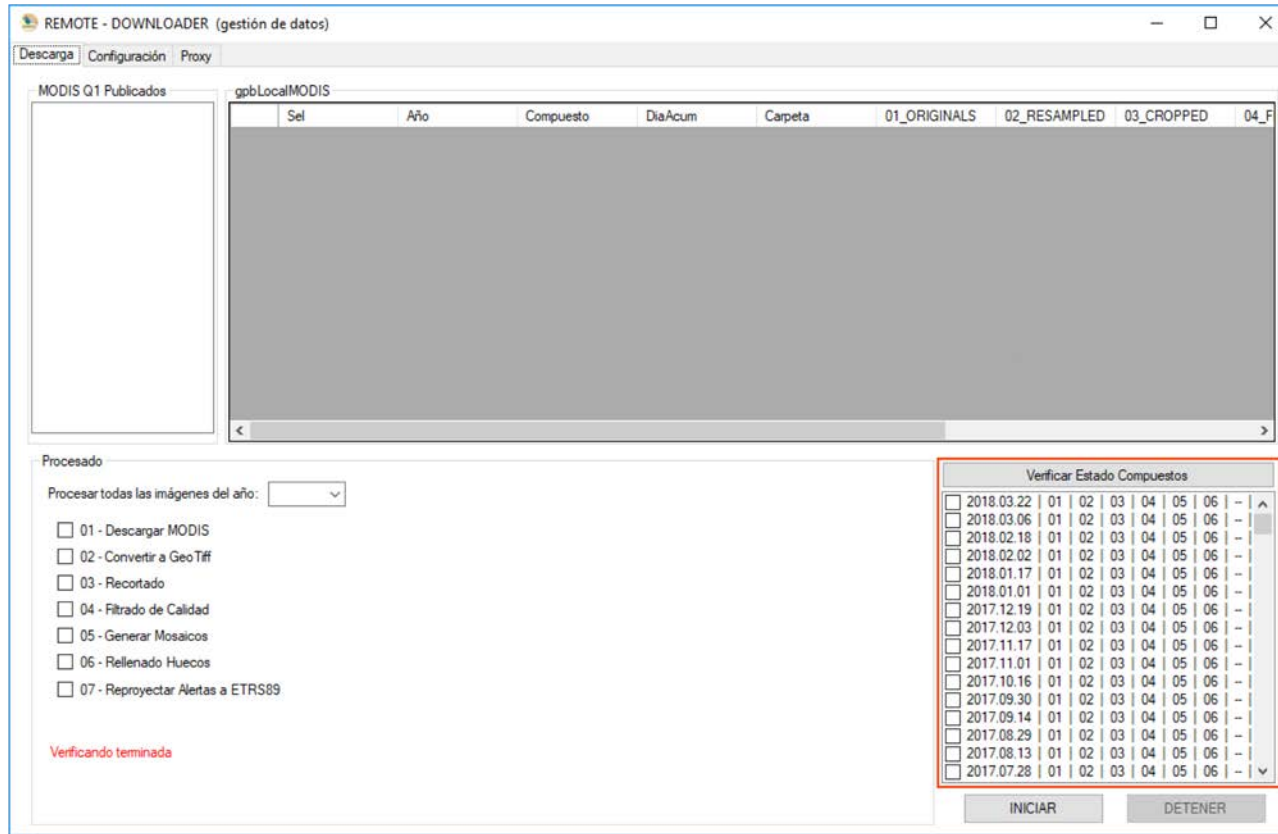 REMOTE - DOWNLOADER (gestión de datos)
Descarga Configuración Proxy
MODIS Q1 Publicados gpbLocalMODIS
Sel Año Compuesto DiaAcum Carpeta 01_ORIGINALS 02_RESAMPLED 03_CROPPED 04_F
Procesado
Procesar todas las imágenes del año:
01 - Descargar MODIS
02 - Convertir a GeoTiff
03 - Recortado
04 - Filtrado de Calidad
05 - Generar Mosaicos
06 - Rellenado Huecos
07 - Reproyectar Alertas a ETRS89
Verificando terminada
Verificar Estado Compuestos
2018.03.22 | 01 | 02 | 03 | 04 | 05 | 06 | -- |
2018.03.06 | 01 | 02 | 03 | 04 | 05 | 06 | -- |
2018.02.18 | 01 | 02 | 03 | 04 | 05 | 06 | -- |
2018.02.02 | 01 | 02 | 03 | 04 | 05 | 06 | -- |
2018.01.17 | 01 | 02 | 03 | 04 | 05 | 06 | -- |
2018.01.01 | 01 | 02 | 03 | 04 | 05 | 06 | -- |
2017.12.19 | 01 | 02 | 03 | 04 | 05 | 06 | -- |
2017.12.03 | 01 | 02 | 03 | 04 | 05 | 06 | -- |
2017.11.17 | 01 | 02 | 03 | 04 | 05 | 06 | -- |
2017.11.01 | 01 | 02 | 03 | 04 | 05 | 06 | -- |
2017.10.16 | 01 | 02 | 03 | 04 | 05 | 06 | -- |
2017.09.30 | 01 | 02 | 03 | 04 | 05 | 06 | -- |
2017.09.14 | 01 | 02 | 03 | 04 | 05 | 06 | -- |
2017.08.29 | 01 | 02 | 03 | 04 | 05 | 06 | -- |
2017.08.13 | 01 | 02 | 03 | 04 | 05 | 06 | -- |
2017.07.28 | 01 | 02 | 03 | 04 | 05 | 06 | -- |
INICIAR DETENER